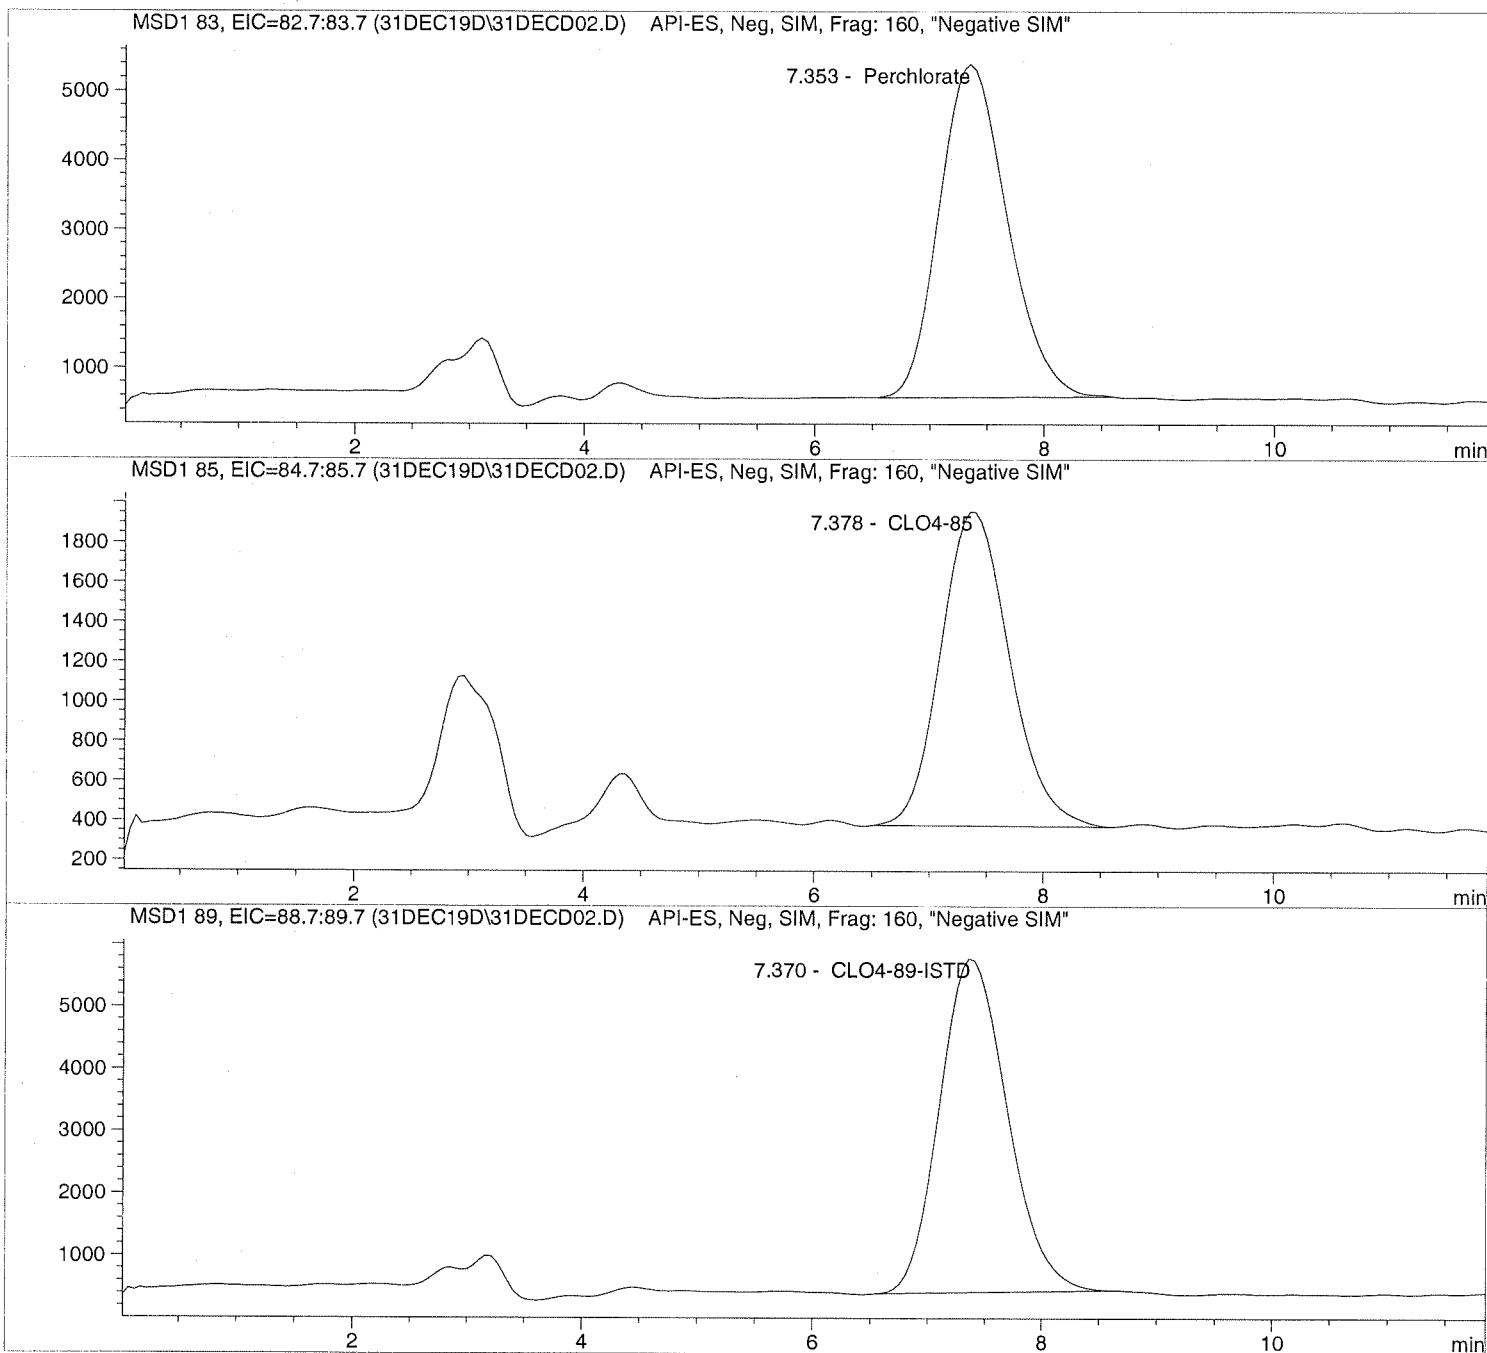 MSD1 83, EIC=82.7:83.7 (31DEC19D\31DECD02.D) API-ES, Neg, SIM, Frag: 160, "Negative SIM"
7.353 - Perchlorate
5000
4000
3000
2000
1000
2 4 6 8 10 min
MSD1 85, EIC=84.7:85.7 (31DEC19D\31DECD02.D) API-ES, Neg, SIM, Frag: 160, "Negative SIM"
7.378 - CLO4-85
1800
1600
1400
1200
1000
800
600
400
200
2 4 6 8 10 min
MSD1 89, EIC=88.7:89.7 (31DEC19D\31DECD02.D) API-ES, Neg, SIM, Frag: 160, "Negative SIM"
7.370 - CLO4-89-ISTD
5000
4000
3000
2000
1000
2 4 6 8 10 min